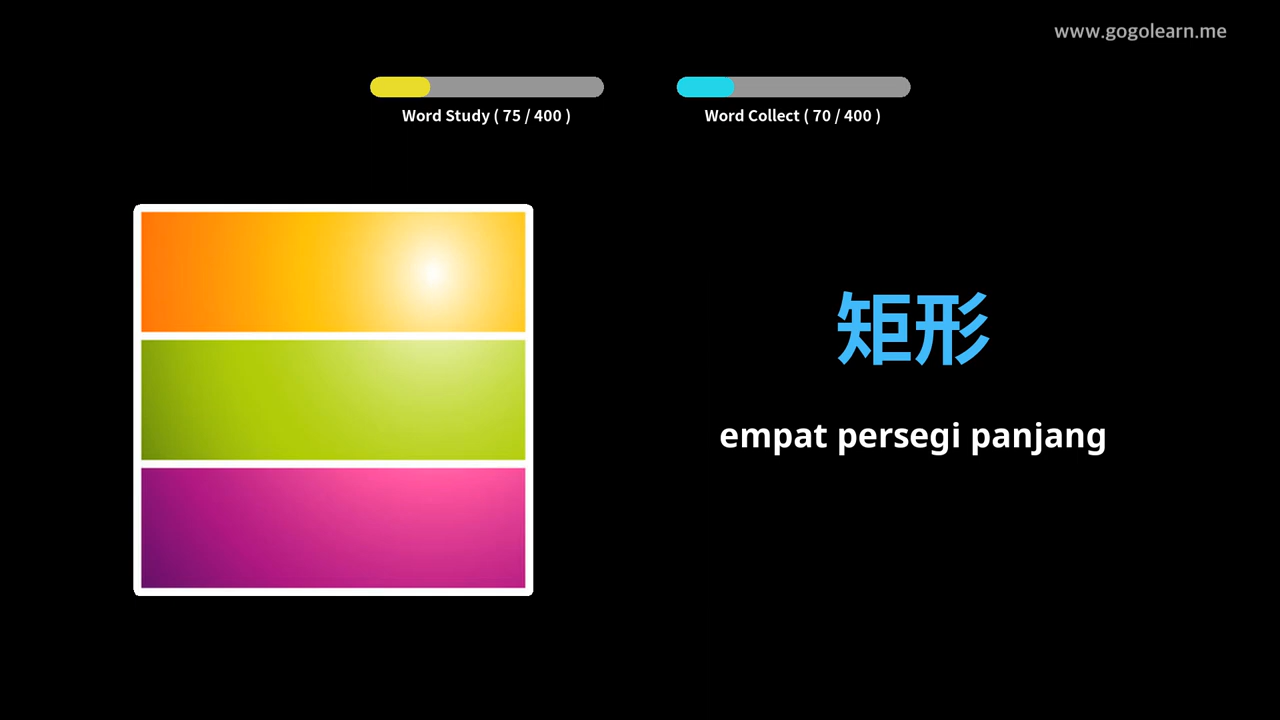 www.gogolearn.me
Word Study ( 75 / 400 )
Word Collect ( 70 / 400 )
矩形
empat persegi panjang